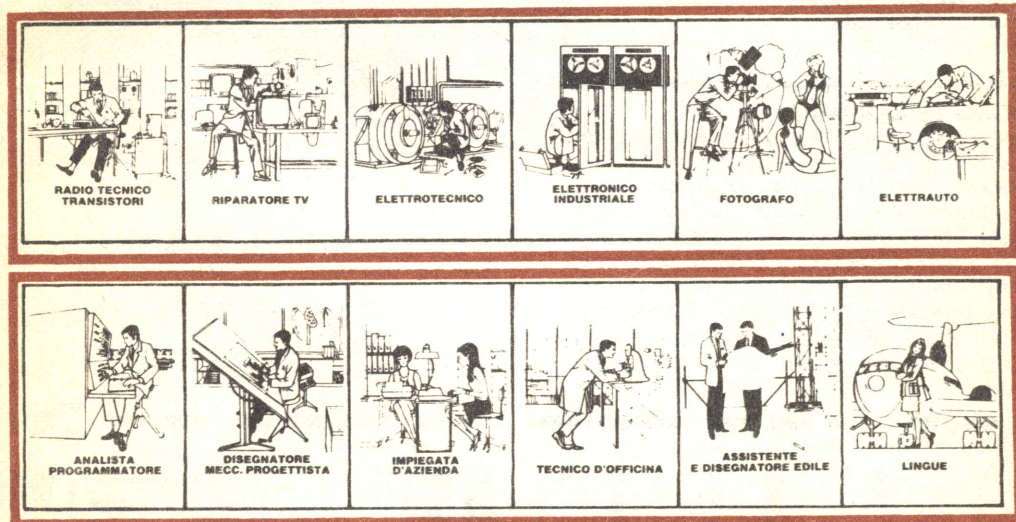 RADIO TECNICO
TRANSISTORI
RIPARATORE TV
ELETTROTECNICO
ELETTRONICO
INDUSTRIALE
FOTOGRAFO
ELETTRAUTO
ANALISTA
PROGRAMMATORE
DISEGNATORE
MECC. PROGETTISTA
IMPIEGATA
D'AZIENDA
TECNICO D'OFFICINA
ASSISTENTE
E DISEGNATORE EDILE
LINGUE